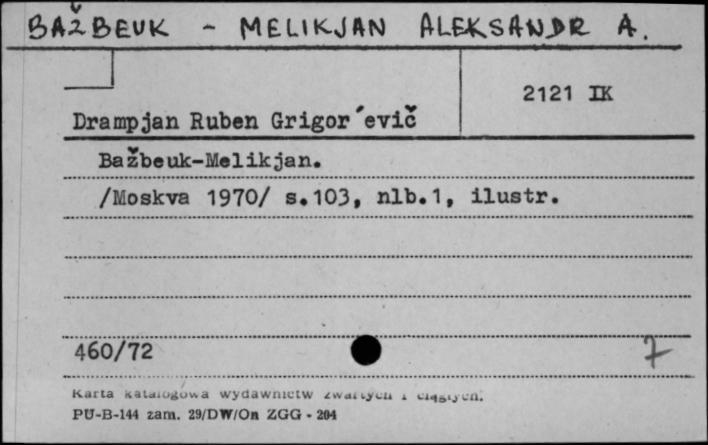 BAŽBEUK - MELIKJAN ALEKSANDR A.
2121 IK
Drampjan Ruben Grigor´evič
Bažbeuk-Melikjan.
/Moskva 1970/ s.103, nlb.1, ilustr.
460/72
7
Karta katalogowa wydawnictw zwartych i ciągłych.
PU-B-144 zam. 29/DW/On ZGG - 204